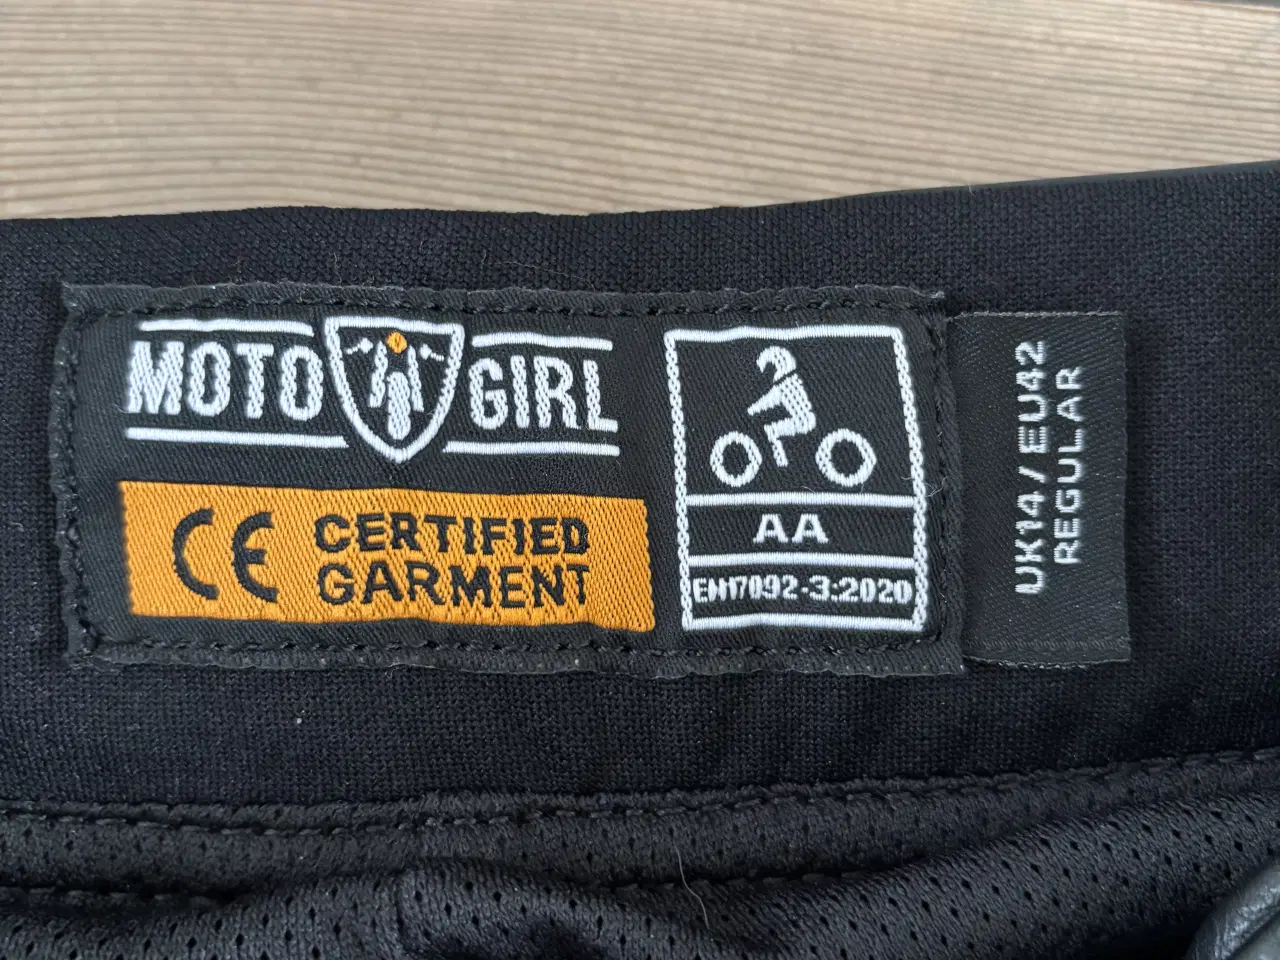 MOTO GIRL
CE CERTIFIED
GARMENT
AA
EN17092-3:2020
UK14 / EU42
REGULAR